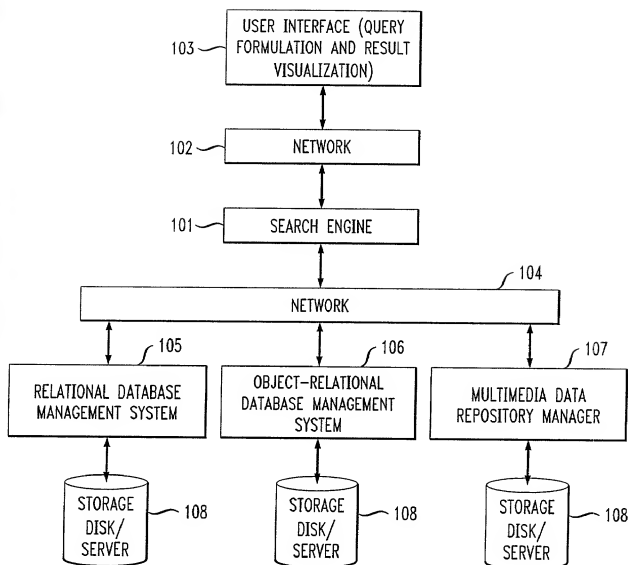 USER INTERFACE (QUERY
FORMULATION AND RESULT
VISUALIZATION)
103
NETWORK
102
SEARCH ENGINE
101
104
NETWORK
105
RELATIONAL DATABASE
MANAGEMENT SYSTEM
106
OBJECT-RELATIONAL
DATABASE MANAGEMENT
SYSTEM
107
MULTIMEDIA DATA
REPOSITORY MANAGER
STORAGE
DISK/
SERVER
108
STORAGE
DISK/
SERVER
108
STORAGE
DISK/
SERVER
108